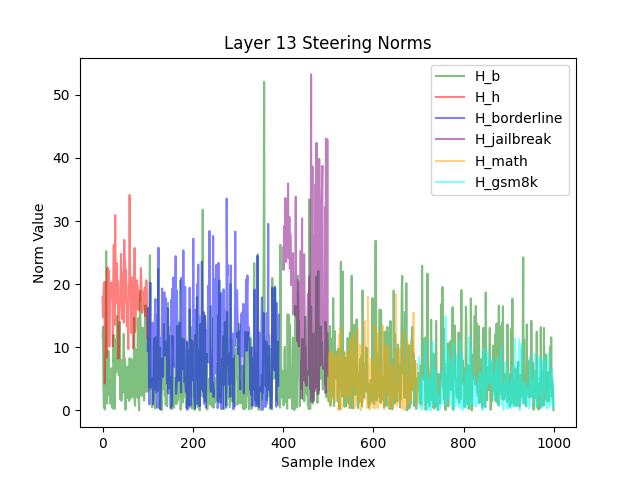 Layer 13 Steering Norms
H_b
H_h
H_borderline
H_jailbreak
H_math
H_gsm8k
Norm Value
50
40
30
20
10
0
0
200
400
600
800
1000
Sample Index